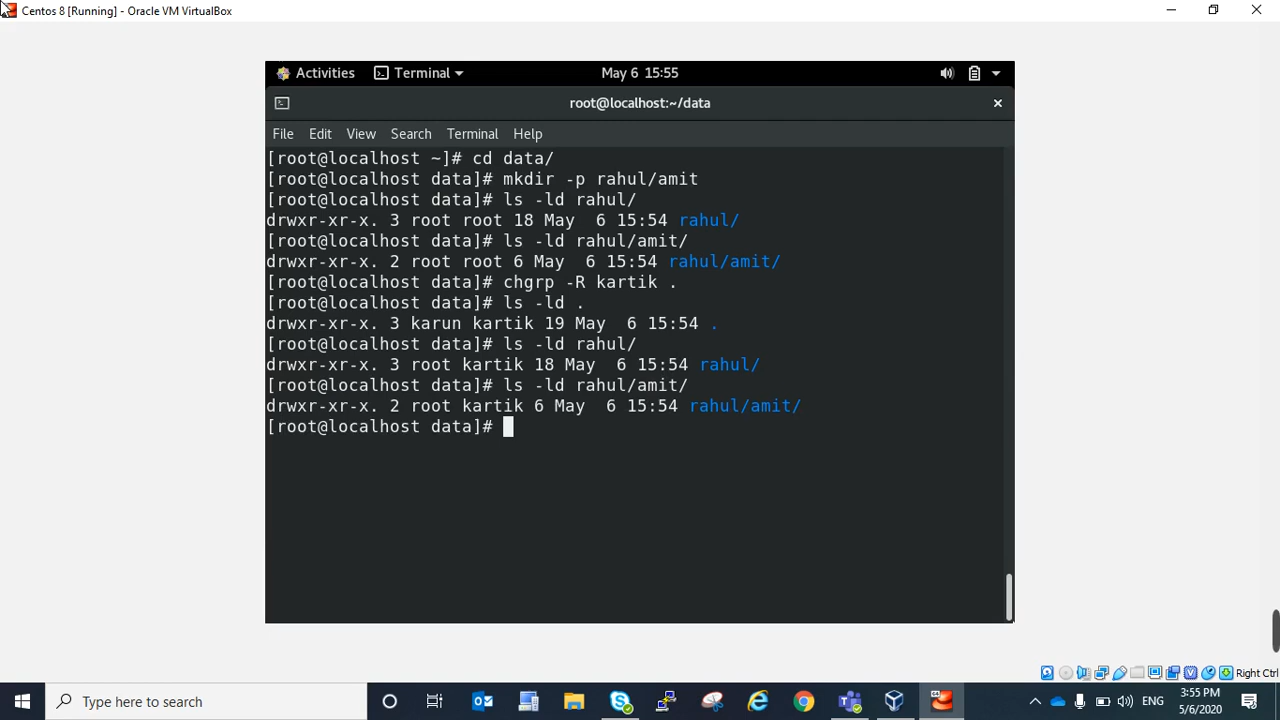 Centos 8 [Running] - Oracle VM VirtualBox
Activities Terminal May 6 15:55
root@localhost:~/data
File Edit View Search Terminal Help
[root@localhost ~]# cd data/
[root@localhost data]# mkdir -p rahul/amit
[root@localhost data]# ls -ld rahul/
drwxr-xr-x. 3 root root 18 May  6 15:54 rahul/
[root@localhost data]# ls -ld rahul/amit/
drwxr-xr-x. 2 root root 6 May  6 15:54 rahul/amit/
[root@localhost data]# chgrp -R kartik .
[root@localhost data]# ls -ld .
drwxr-xr-x. 3 karun kartik 19 May  6 15:54 .
[root@localhost data]# ls -ld rahul/
drwxr-xr-x. 3 root kartik 18 May  6 15:54 rahul/
[root@localhost data]# ls -ld rahul/amit/
drwxr-xr-x. 2 root kartik 6 May  6 15:54 rahul/amit/
[root@localhost data]#
Right Ctrl
Type here to search
ENG
3:55 PM
5/6/2020